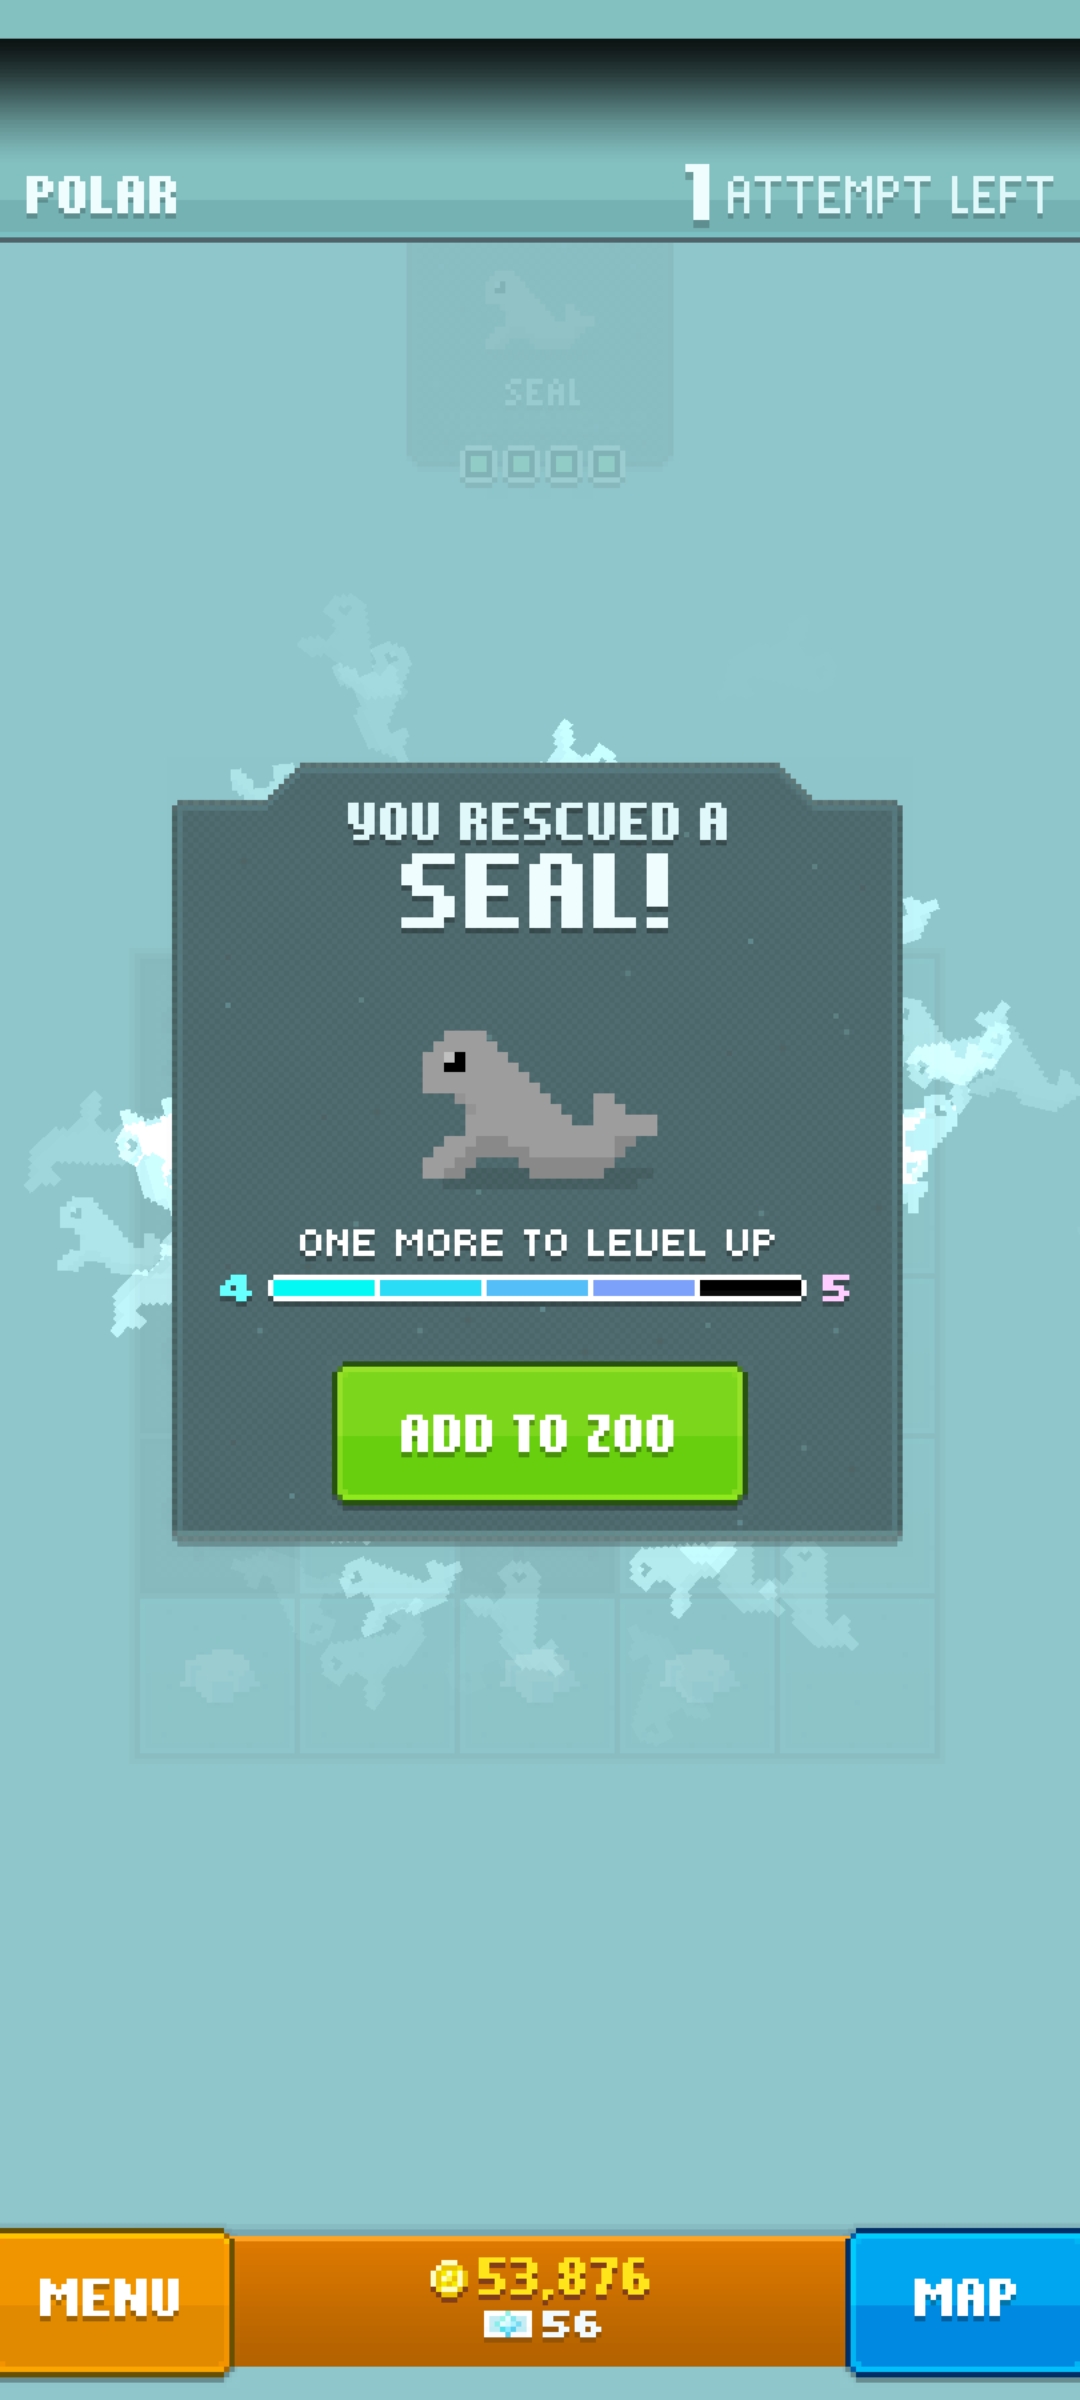 POLAR
1 ATTEMPT LEFT
SEAL
YOU RESCUED A
SEAL!
ONE MORE TO LEVEL UP
4 5
ADD TO ZOO
MENU
53,876
56
MAP